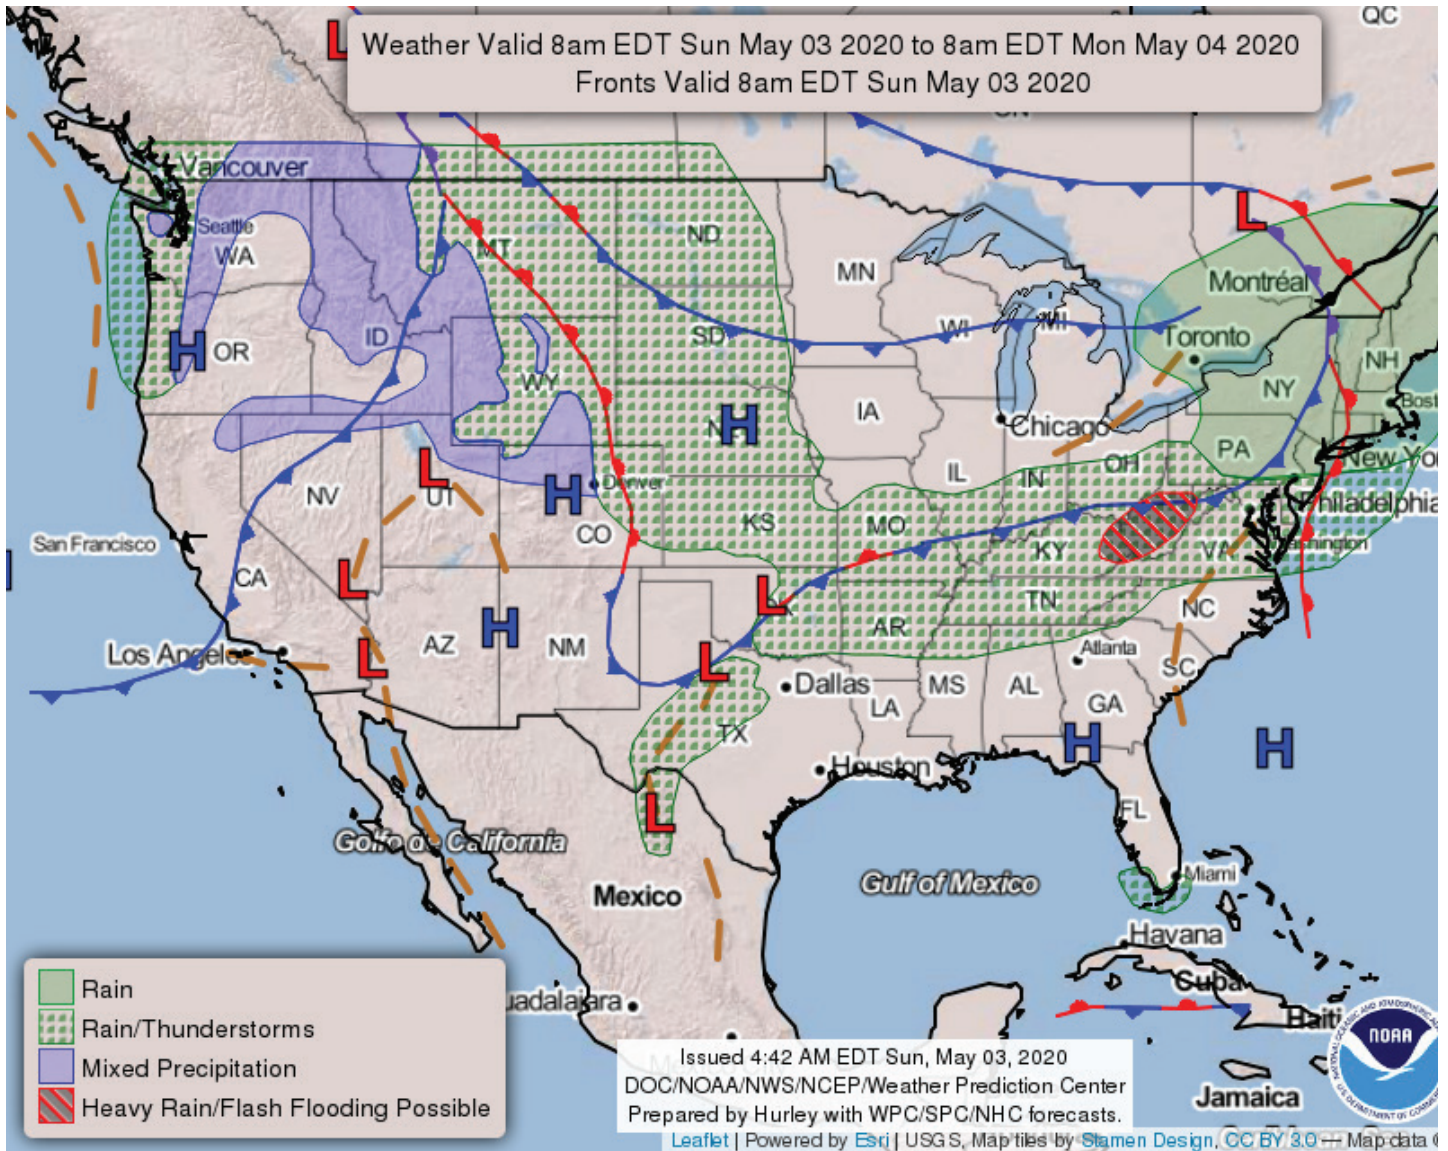 QC
Weather Valid 8am EDT Sun May 03 2020 to 8am EDT Mon May 04 2020
Fronts Valid 8am EDT Sun May 03 2020
L
Vancouver
Seattle
WA
MT
ND
MN
L
Montréal
H
OR
ID
SD
WI
MI
Toronto
NH
WY
IA
NY
Bost
H
Chicago
PA
New Yo
L
UT
NV
H
Denver
CO
KS
MO
IL
IN
OH
Philadelphia
San Francisco
KY
VA
CA
L
L
TN
NC
H
AZ
NM
AR
Los Angeles
L
L
Dallas
MS
AL
Atlanta
GA
SC
LA
TX
H
H
Houston
FL
L
Golfo de California
Mexico
Gulf of Mexico
Miami
Havana
Cuba
Haiti
uadalajara
NOAA
Jamaica
Rain
Rain/Thunderstorms
Mixed Precipitation
Heavy Rain/Flash Flooding Possible
Issued 4:42 AM EDT Sun, May 03, 2020
DOC/NOAA/NWS/NCEP/Weather Prediction Center
Prepared by Hurley with WPC/SPC/NHC forecasts.
Leaflet | Powered by Esri | USGS, Map tiles by Stamen Design, CC BY 3.0 — Map data ©